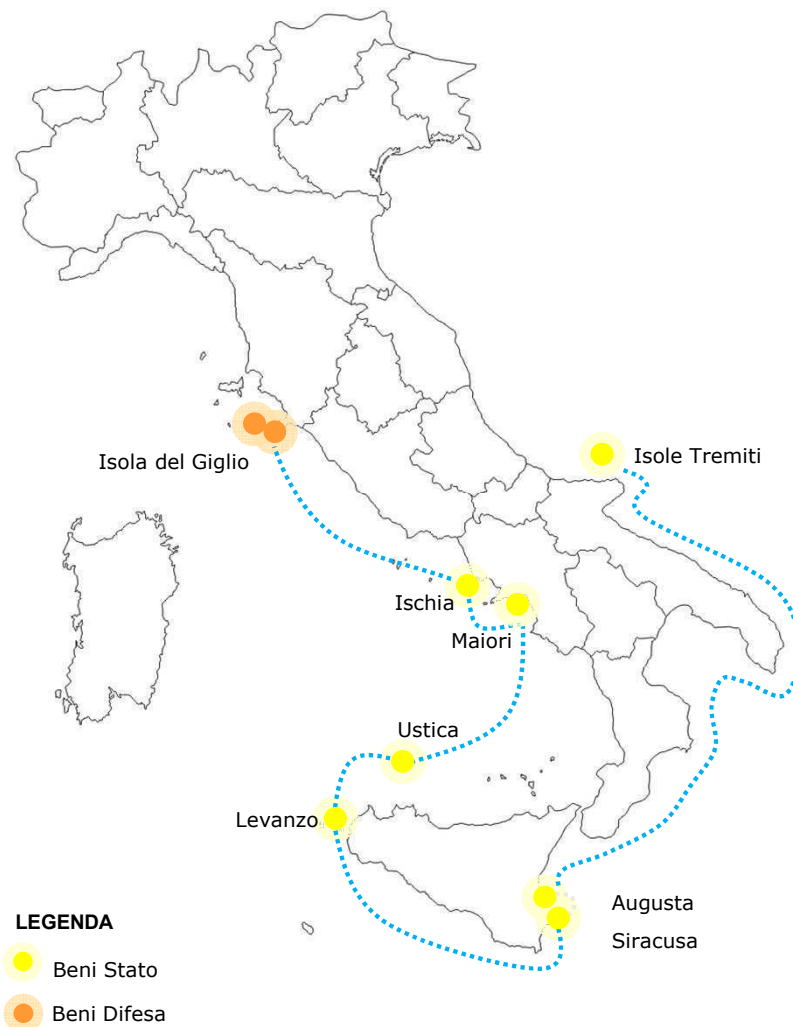 Isole Tremiti
Isola del Giglio
Ischia
Maiori
Ustica
Levanzo
Augusta
Siracusa
LEGENDA
Beni Stato
Beni Difesa